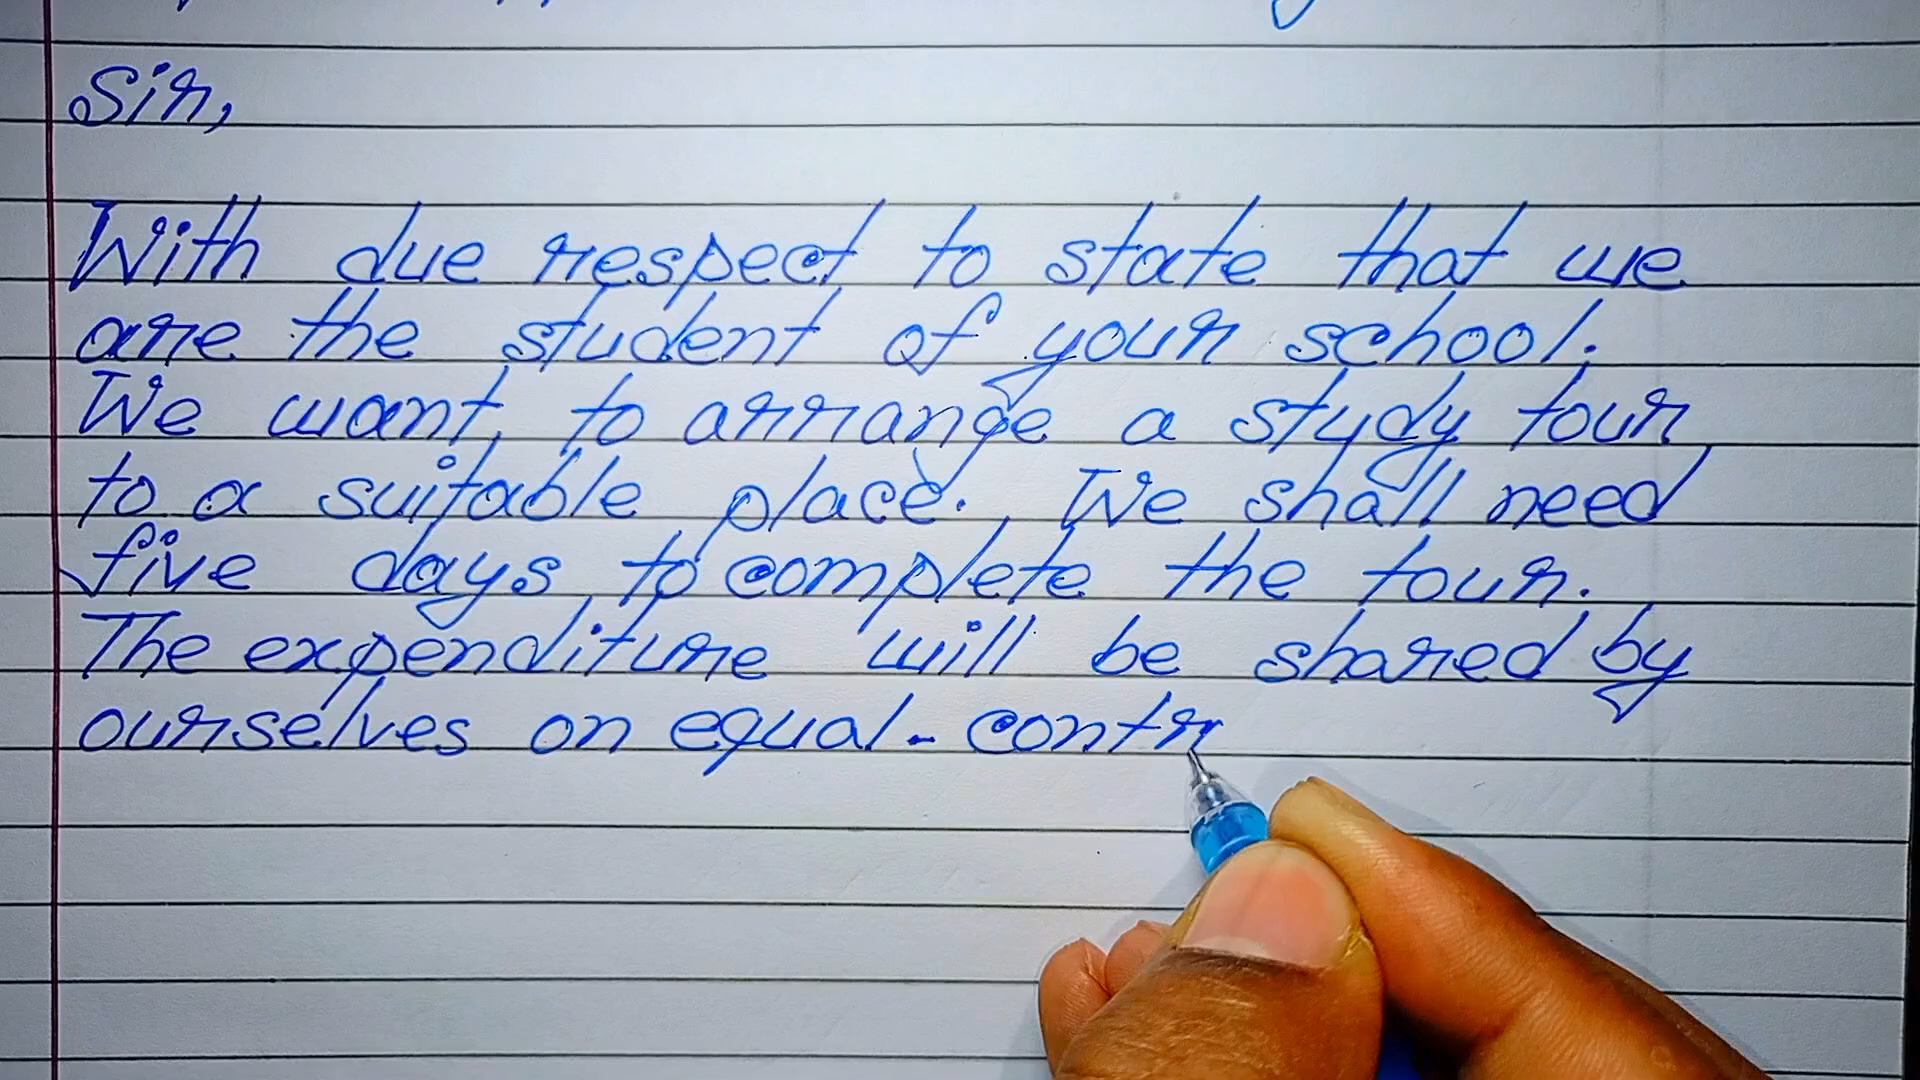 Sir,
With due respect to state that we
are the student of your school.
We want to arrange a study tour
to a suitable place. We shall need
five days to complete the tour.
The expenditure will be shared by
ourselves on equal - contr